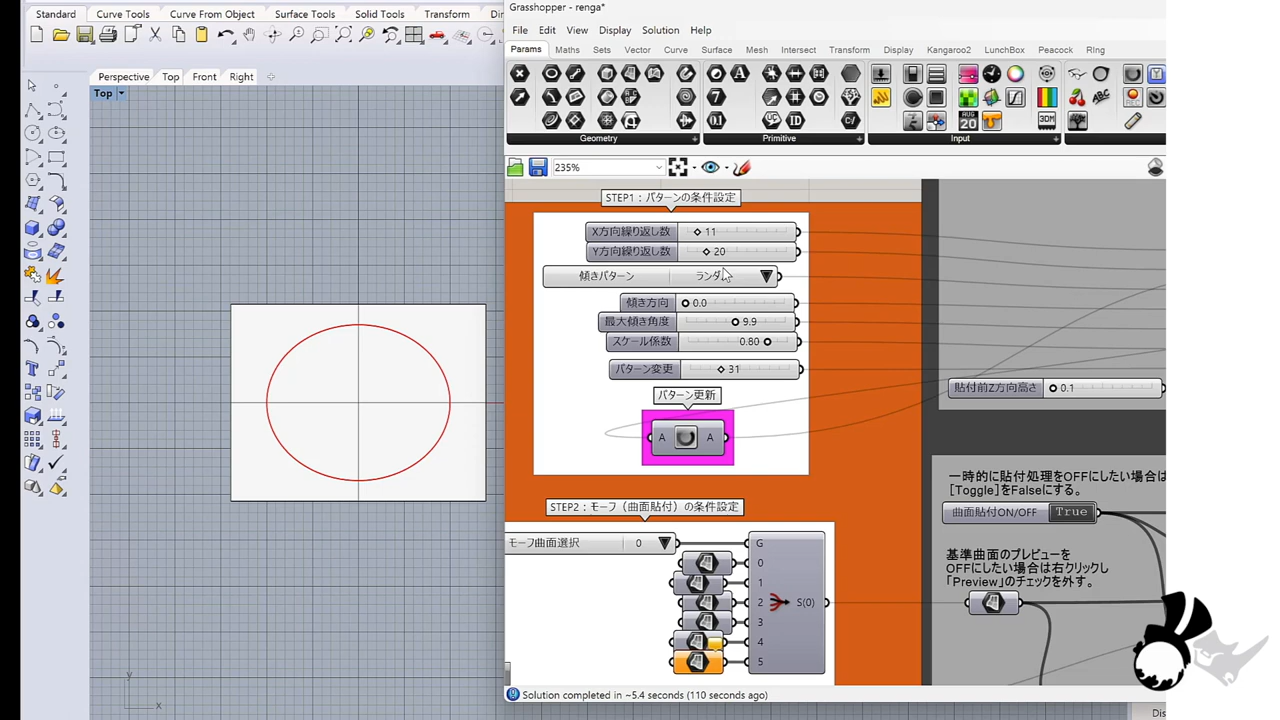 Standard
Curve Tools
Curve From Object
Surface Tools
Solid Tools
Transform
Perspective
Top
Front
Right
Top
y
x
Grasshopper - renga*
File
Edit
View
Display
Solution
Help
Params
Maths
Sets
Vector
Curve
Surface
Mesh
Intersect
Transform
Display
Kangaroo2
LunchBox
Peacock
RIng
Geometry
Primitive
Input
235%
STEP1：パターンの条件設定
X方向繰り返し数 11
Y方向繰り返し数 20
傾きパターン ランダム
傾き方向 0.0
最大傾き角度 9.9
スケール係数 0.80
パターン変更 31
パターン更新
A A
貼付前Z方向高さ 0.1
STEP2：モーフ（曲面貼付）の条件設定
モーフ曲面選択 0
G
0
1
2
3
4
5
S(0)
一時的に貼付処理をOFFにしたい場合は
[Toggle]をFalseにする。
曲面貼付ON/OFF True
基準曲面のプレビューを
OFFにしたい場合は右クリックし
「Preview」のチェックを外す。
Solution completed in ~5.4 seconds (110 seconds ago)
Dis